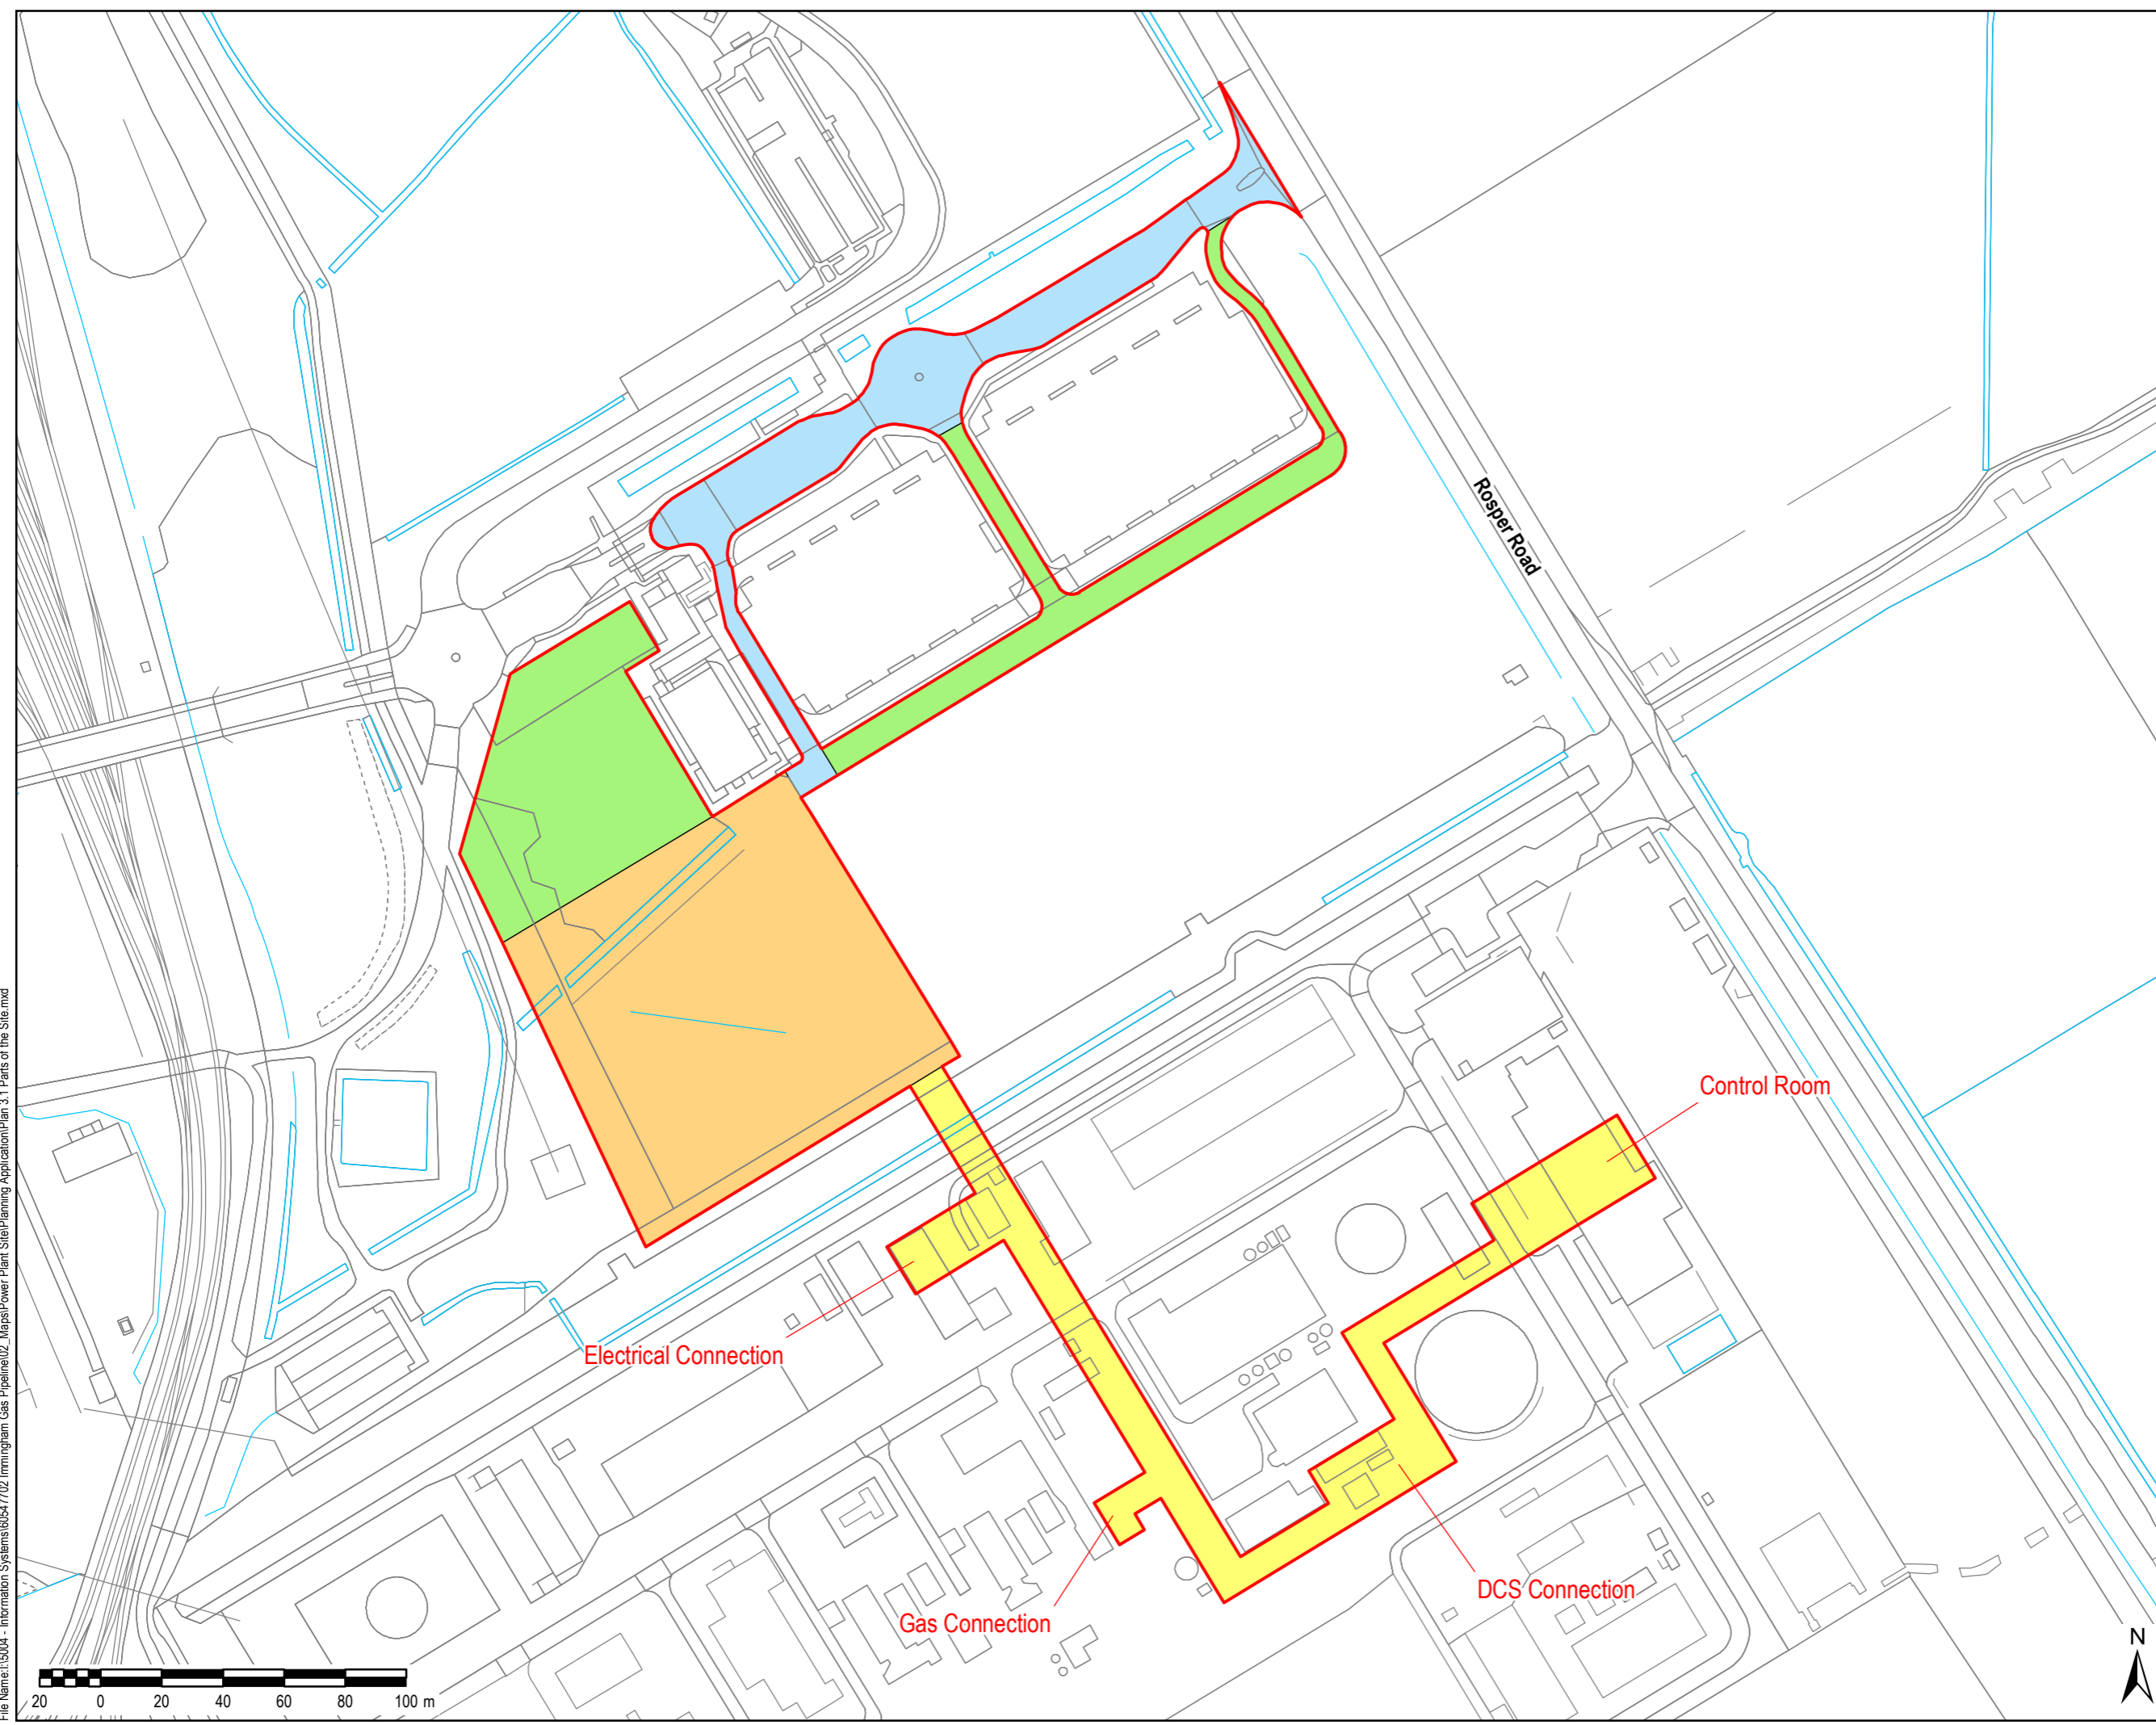 Rosper Road
Control Room
Electrical Connection
DCS Connection
Gas Connection
N
20 0 20 40 60 80 100 m
File Name:I:\5004 - Information Systems\60547702 Immingham Gas Pipeline\02_Maps\Power Plant Site\Planning Application\Plan 3.1 Parts of the Site.mxd